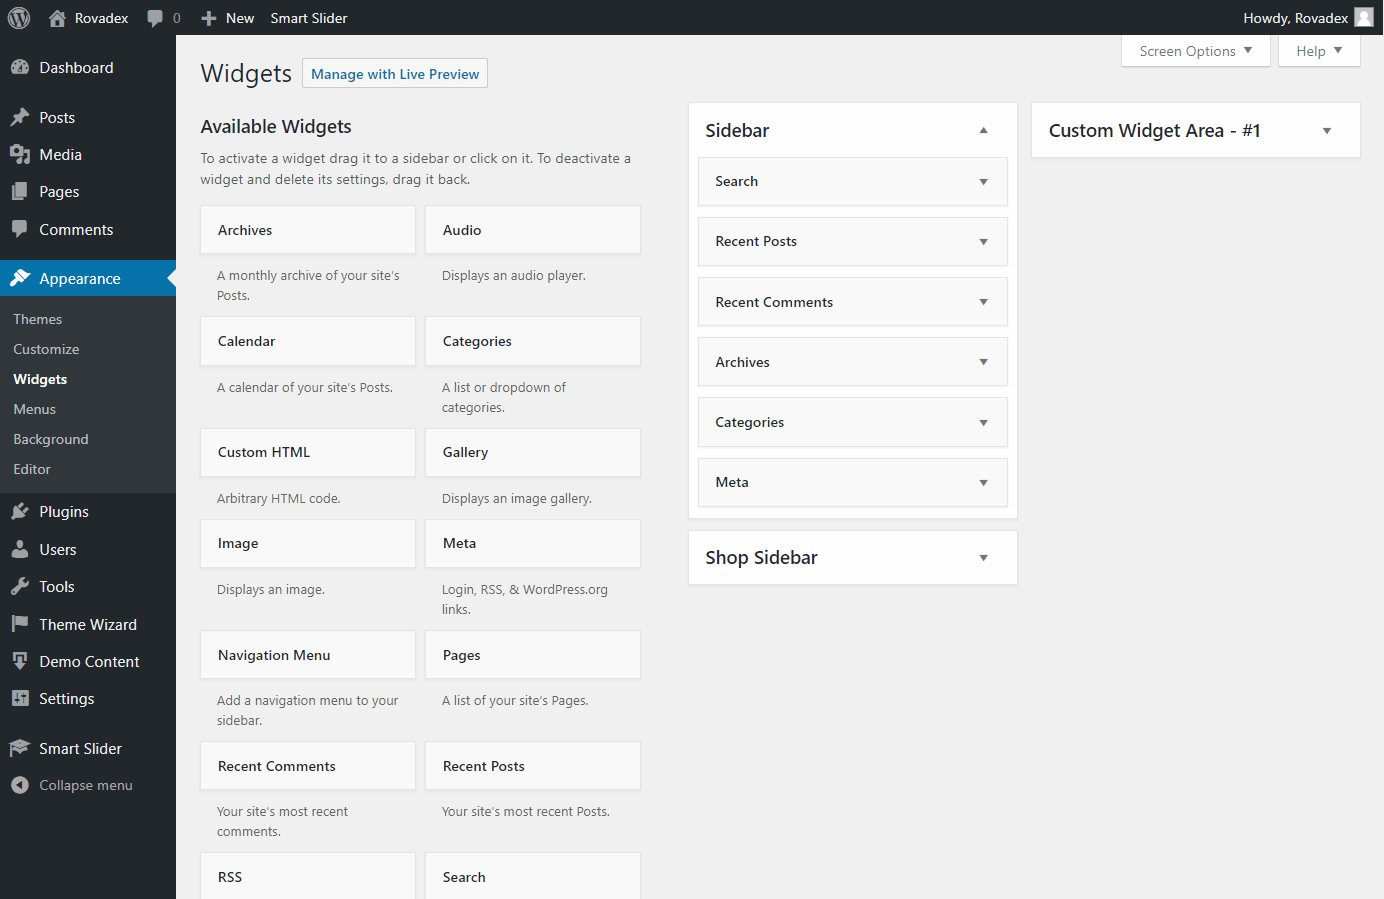 Rovadex 0 New Smart Slider Howdy, Rovadex
Dashboard
Posts
Media
Pages
Comments
Appearance
Themes
Customize
Widgets
Menus
Background
Editor
Plugins
Users
Tools
Theme Wizard
Demo Content
Settings
Smart Slider
Collapse menu
Screen Options Help
Widgets Manage with Live Preview
Available Widgets
To activate a widget drag it to a sidebar or click on it. To deactivate a
widget and delete its settings, drag it back.
Archives
A monthly archive of your site's
Posts.
Audio
Displays an audio player.
Calendar
A calendar of your site's Posts.
Categories
A list or dropdown of
categories.
Custom HTML
Arbitrary HTML code.
Gallery
Displays an image gallery.
Image
Displays an image.
Meta
Login, RSS, & WordPress.org
links.
Navigation Menu
Add a navigation menu to your
sidebar.
Pages
A list of your site's Pages.
Recent Comments
Your site's most recent
comments.
Recent Posts
Your site's most recent Posts.
RSS
Search
Sidebar
Search
Recent Posts
Recent Comments
Archives
Categories
Meta
Shop Sidebar
Custom Widget Area - #1